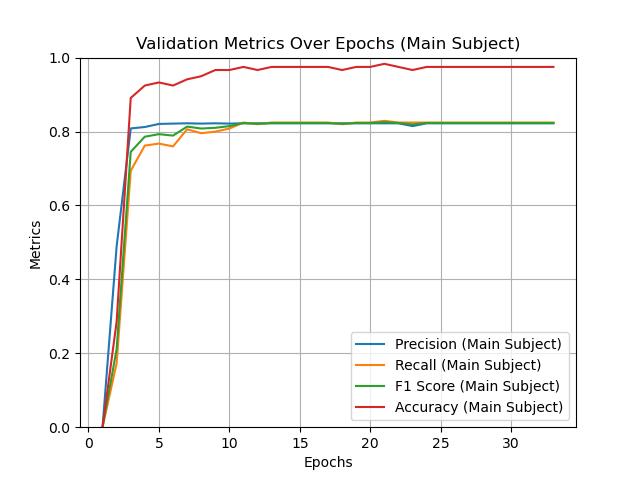 Validation Metrics Over Epochs (Main Subject)
1.0
0.8
0.6
0.4
0.2
0.0
Metrics
0
5
10
15
20
25
30
Epochs
Precision (Main Subject)
Recall (Main Subject)
F1 Score (Main Subject)
Accuracy (Main Subject)